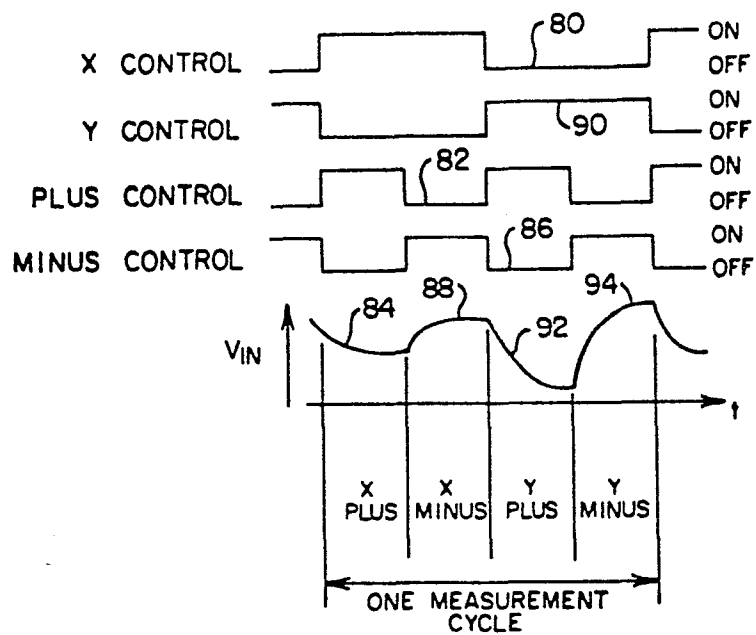 X CONTROL
80
ON
OFF
Y CONTROL
90
ON
OFF
PLUS CONTROL
82
ON
OFF
MINUS CONTROL
86
ON
OFF
VIN
84
88
92
94
t
X
PLUS
X
MINUS
Y
PLUS
Y
MINUS
ONE MEASUREMENT
CYCLE